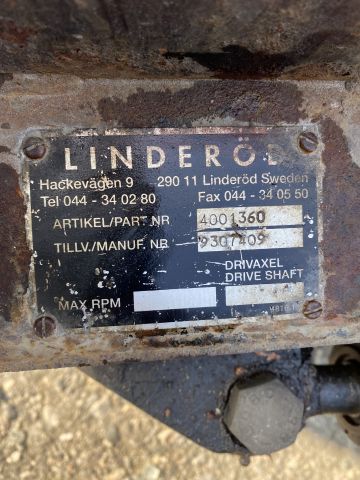 LINDERÖD
Hackevägen 9 290 11 Linderöd Sweden
Tel 044 - 34 02 80 Fax 044 - 34 05 50
ARTIKEL/PART NR 4001360
TILLV./MANUF. NR 9307409
DRIVAXEL
MAX RPM DRIVE SHAFT